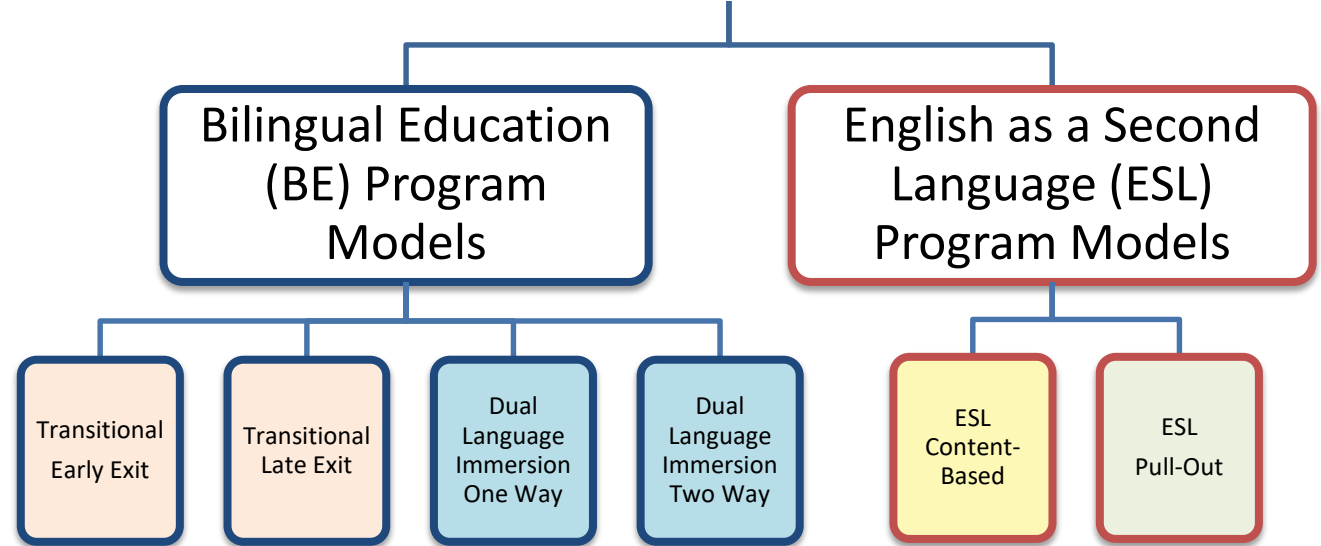 Bilingual Education
(BE) Program
Models
English as a Second
Language (ESL)
Program Models
Transitional
Early Exit
Transitional
Late Exit
Dual
Language
Immersion
One Way
Dual
Language
Immersion
Two Way
ESL
Content-
Based
ESL
Pull-Out